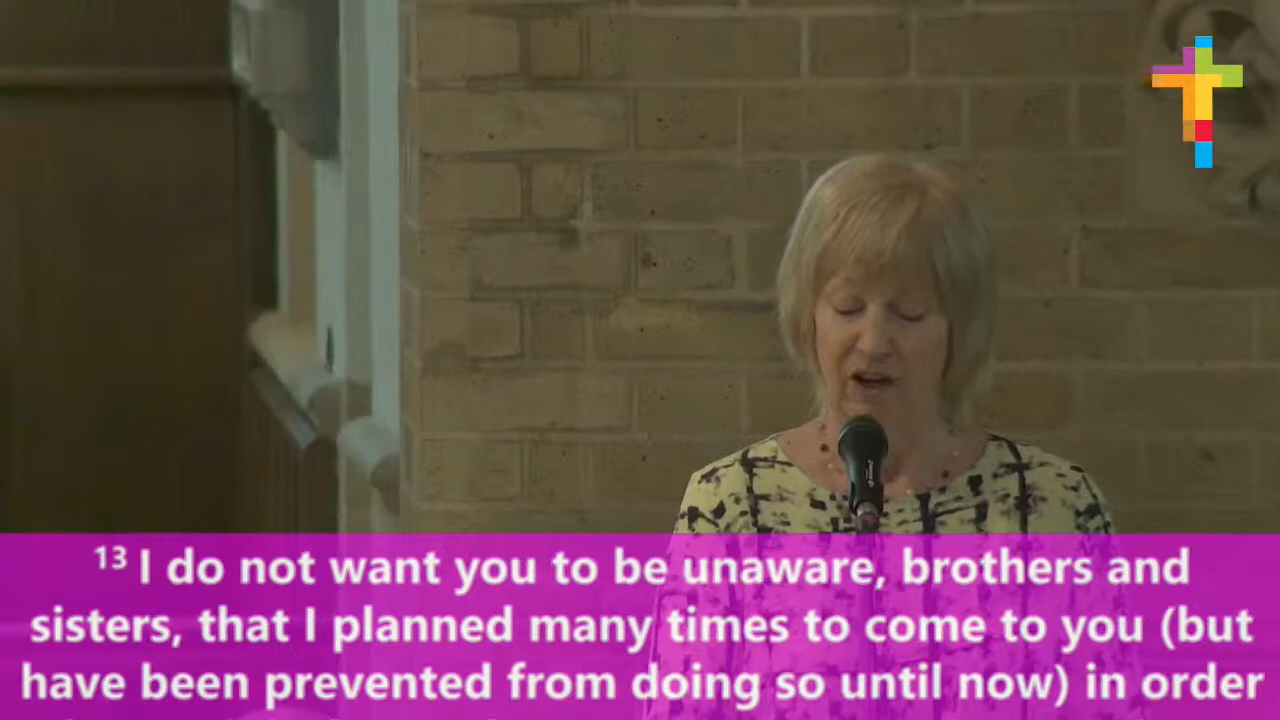 13 I do not want you to be unaware, brothers and
sisters, that I planned many times to come to you (but
have been prevented from doing so until now) in order